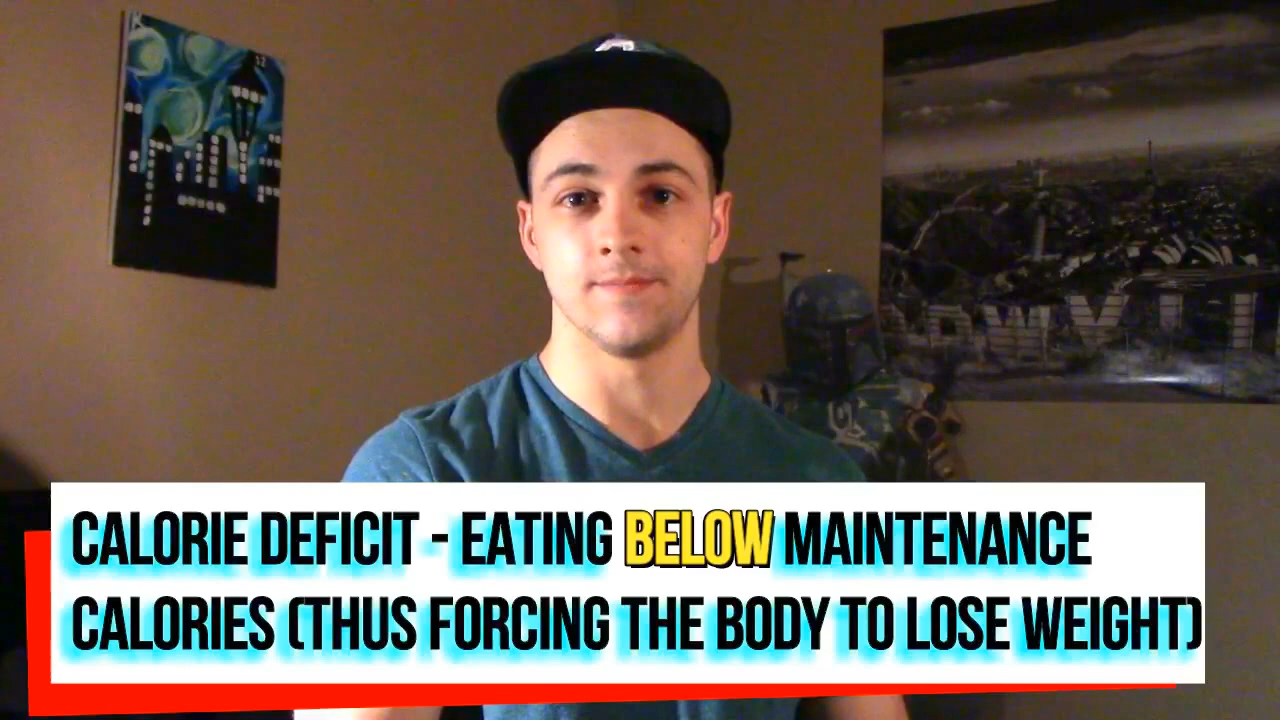 CALORIE DEFICIT - EATING BELOW MAINTENANCE
CALORIES (THUS FORCING THE BODY TO LOSE WEIGHT)